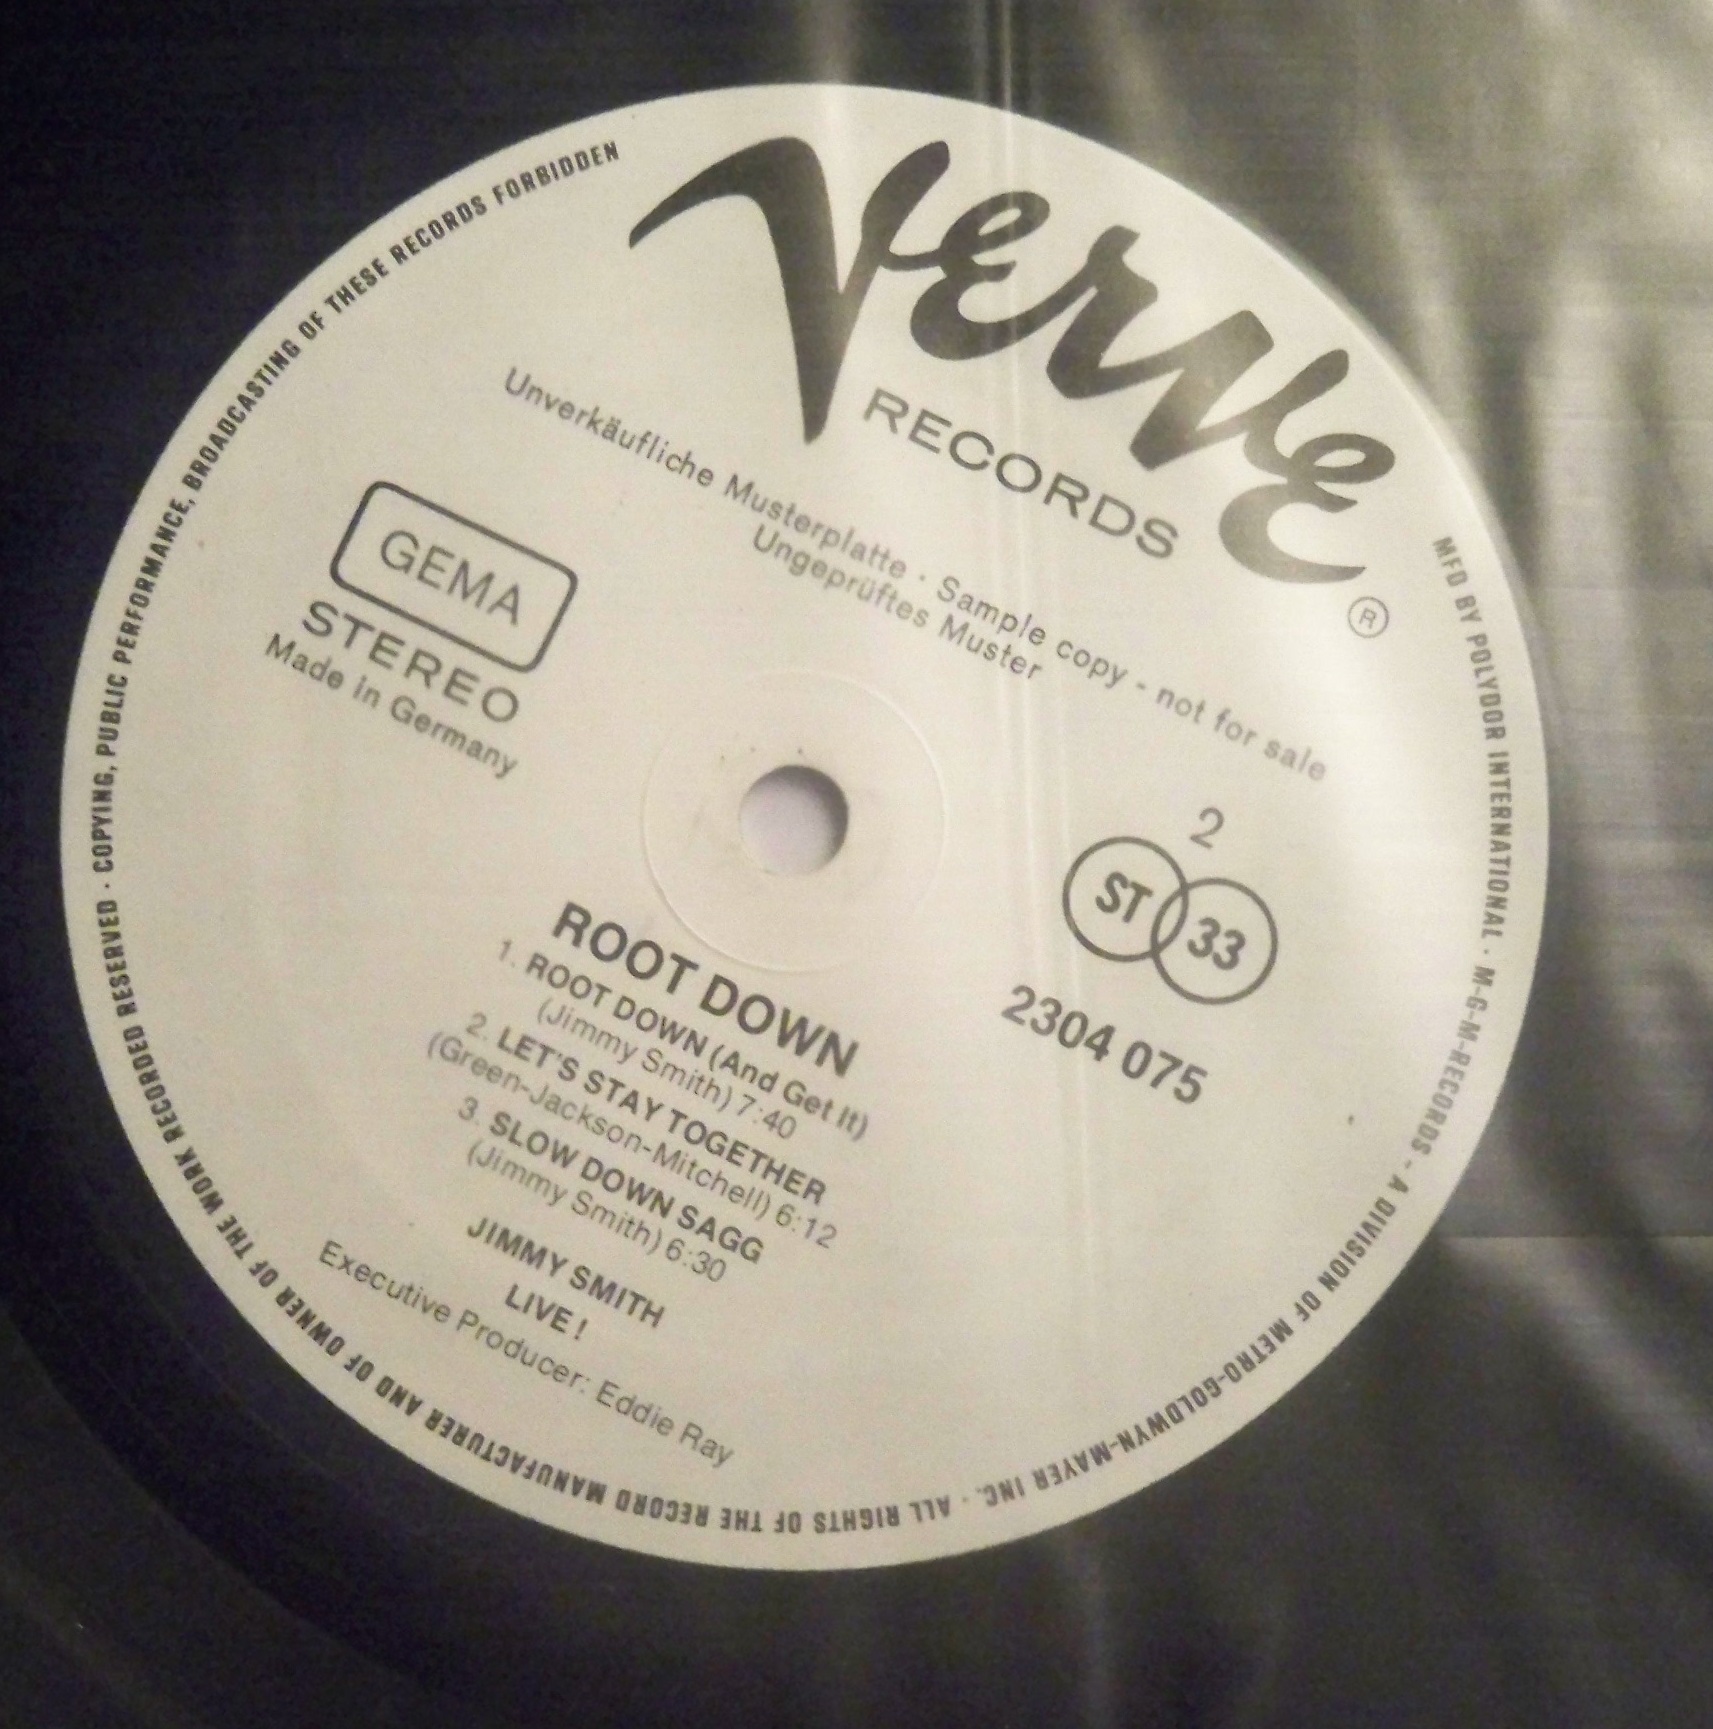 Verve
RECORDS
®
Unverkäufliche Musterplatte · Sample copy - not for sale
Ungeprüftes Muster
GEMA
STEREO
Made in Germany
2
ST 33
2304 075
ROOT DOWN
1. ROOT DOWN (And Get It)
(Jimmy Smith) 7:40
2. LET'S STAY TOGETHER
(Green-Jackson-Mitchell) 6:12
3. SLOW DOWN SAGG
(Jimmy Smith) 6:30
JIMMY SMITH
LIVE!
Executive Producer: Eddie Ray
MFD BY POLYDOR INTERNATIONAL · M-G-M-RECORDS - A DIVISION OF METRO-GOLDWYN-MAYER INC. · ALL RIGHTS OF THE RECORD MANUFACTURER AND OF OWNER OF THE WORK RECORDED RESERVED · COPYING, PUBLIC PERFORMANCE, BROADCASTING OF THESE RECORDS FORBIDDEN